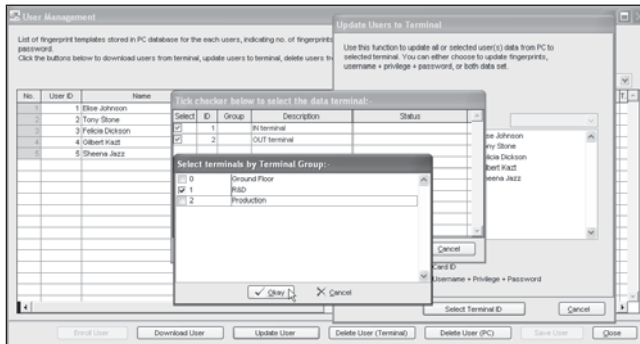 User Management
List of fingerprint templates stored in PC database for the each users, indicating no. of fingerprints
password.
Click the buttons below to download users from terminal, update users to terminal, delete users
No. User ID Name
1 1 Elise Johnson
2 2 Tony Stone
3 3 Felicia Dickson
4 4 Gilbert Kazt
5 5 Sheena Jazz
Update Users to Terminal
Use this function to update all or selected user(s) data from PC to
selected terminal. You can either choose to update fingerprints,
username + privilege + password, or both data set.
Tick checker below to select the data terminal:-
Select ID Group Description Status
1 IN terminal
2 OUT terminal
Select terminals by Terminal Group:-
0 Ground Floor
1 R&D
2 Production
Okay Cancel
Cancel
Card ID
Username + Privilege + Password
Select Terminal ID Cancel
Enroll User Download User Update User Delete User (Terminal) Delete User (PC) Save User Close